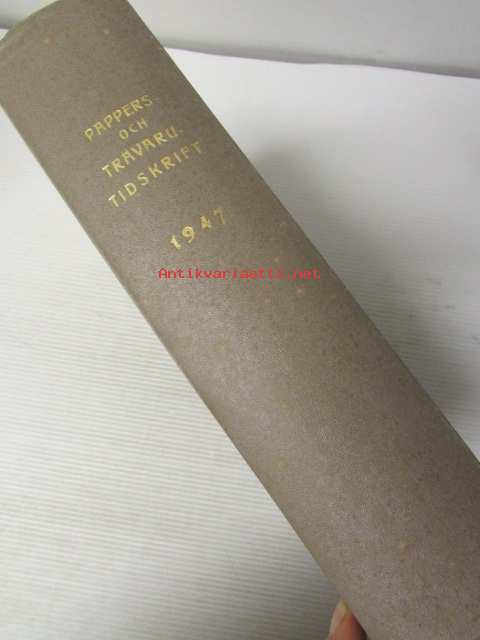 PAPPERS-
OCH
TRÄVARU-
TIDSKRIFT
1947
Antikvariaatti.net